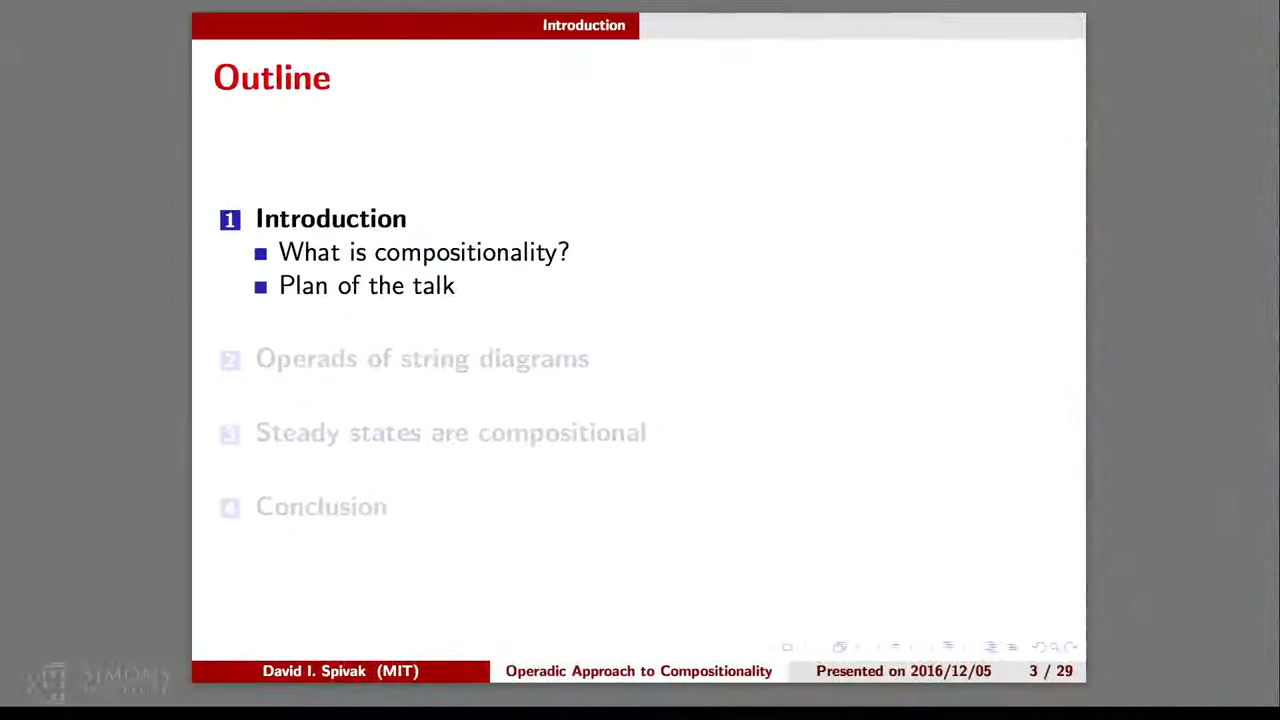 Introduction
Outline
1 Introduction
What is compositionality?
Plan of the talk
2 Operads of string diagrams
3 Steady states are compositional
4 Conclusion
David I. Spivak (MIT) Operadic Approach to Compositionality Presented on 2016/12/05 3 / 29
SIMONS